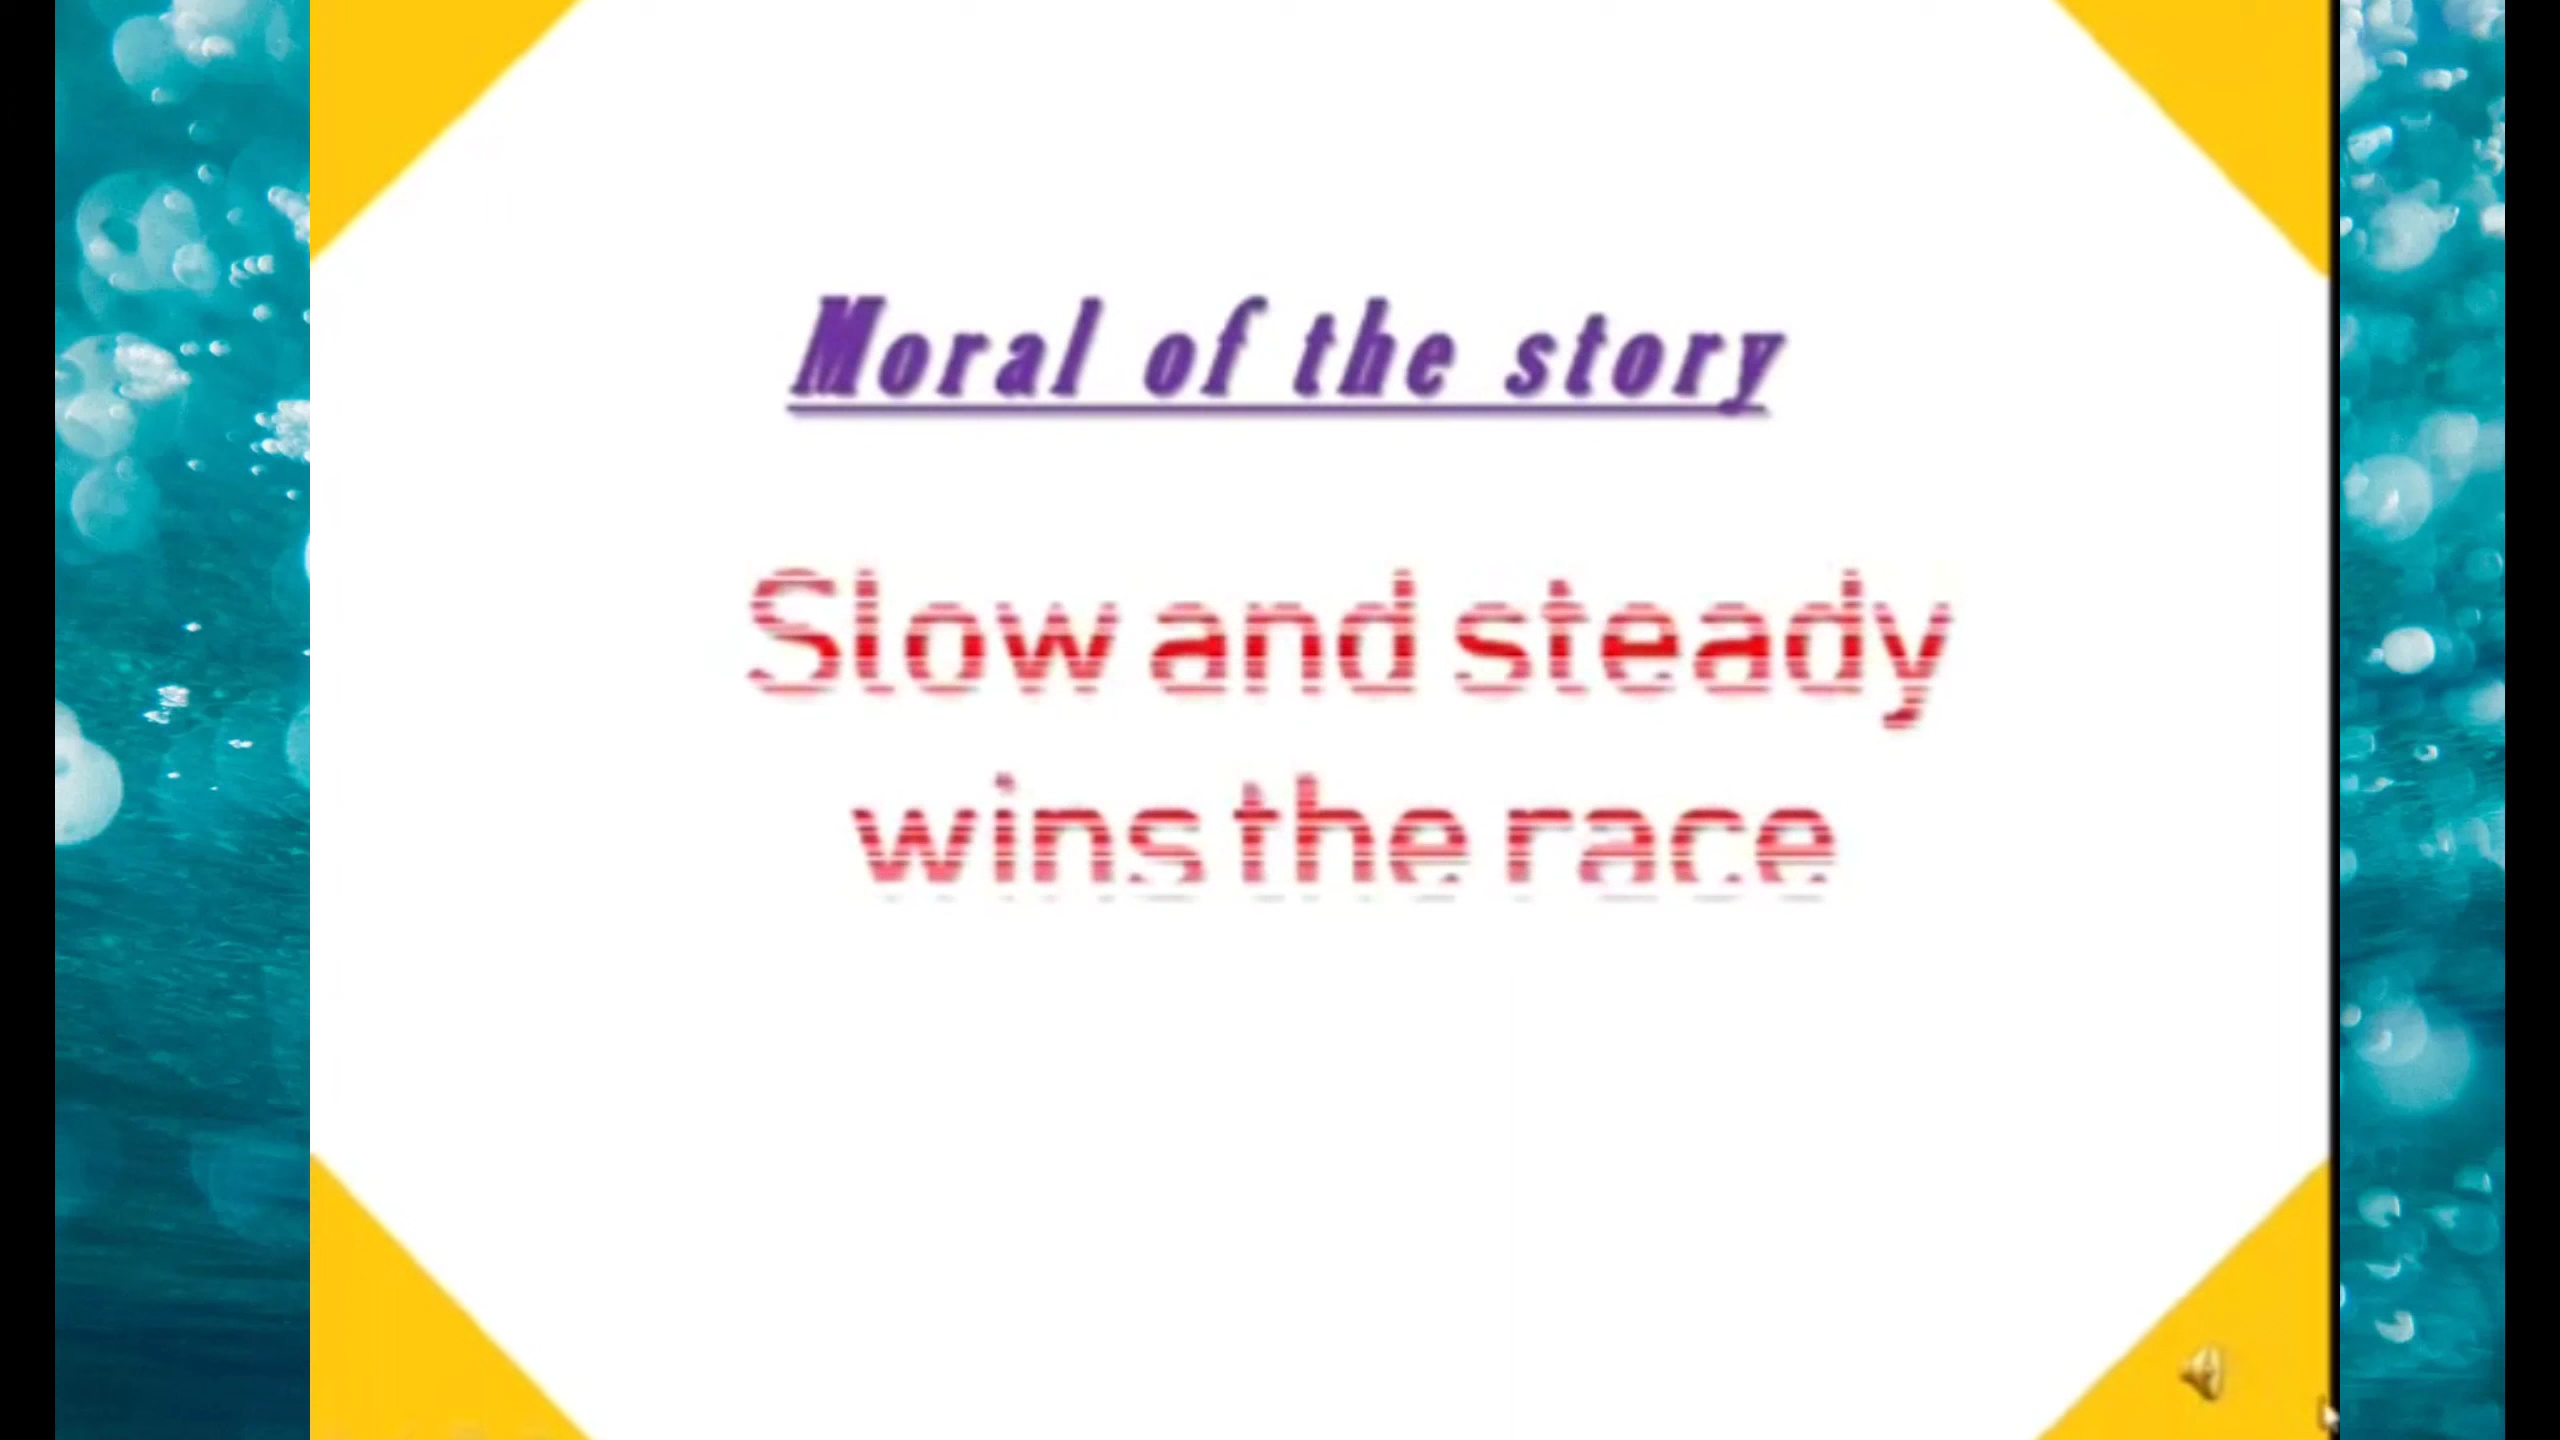 Moral of the story
Slow and steady
wins the race